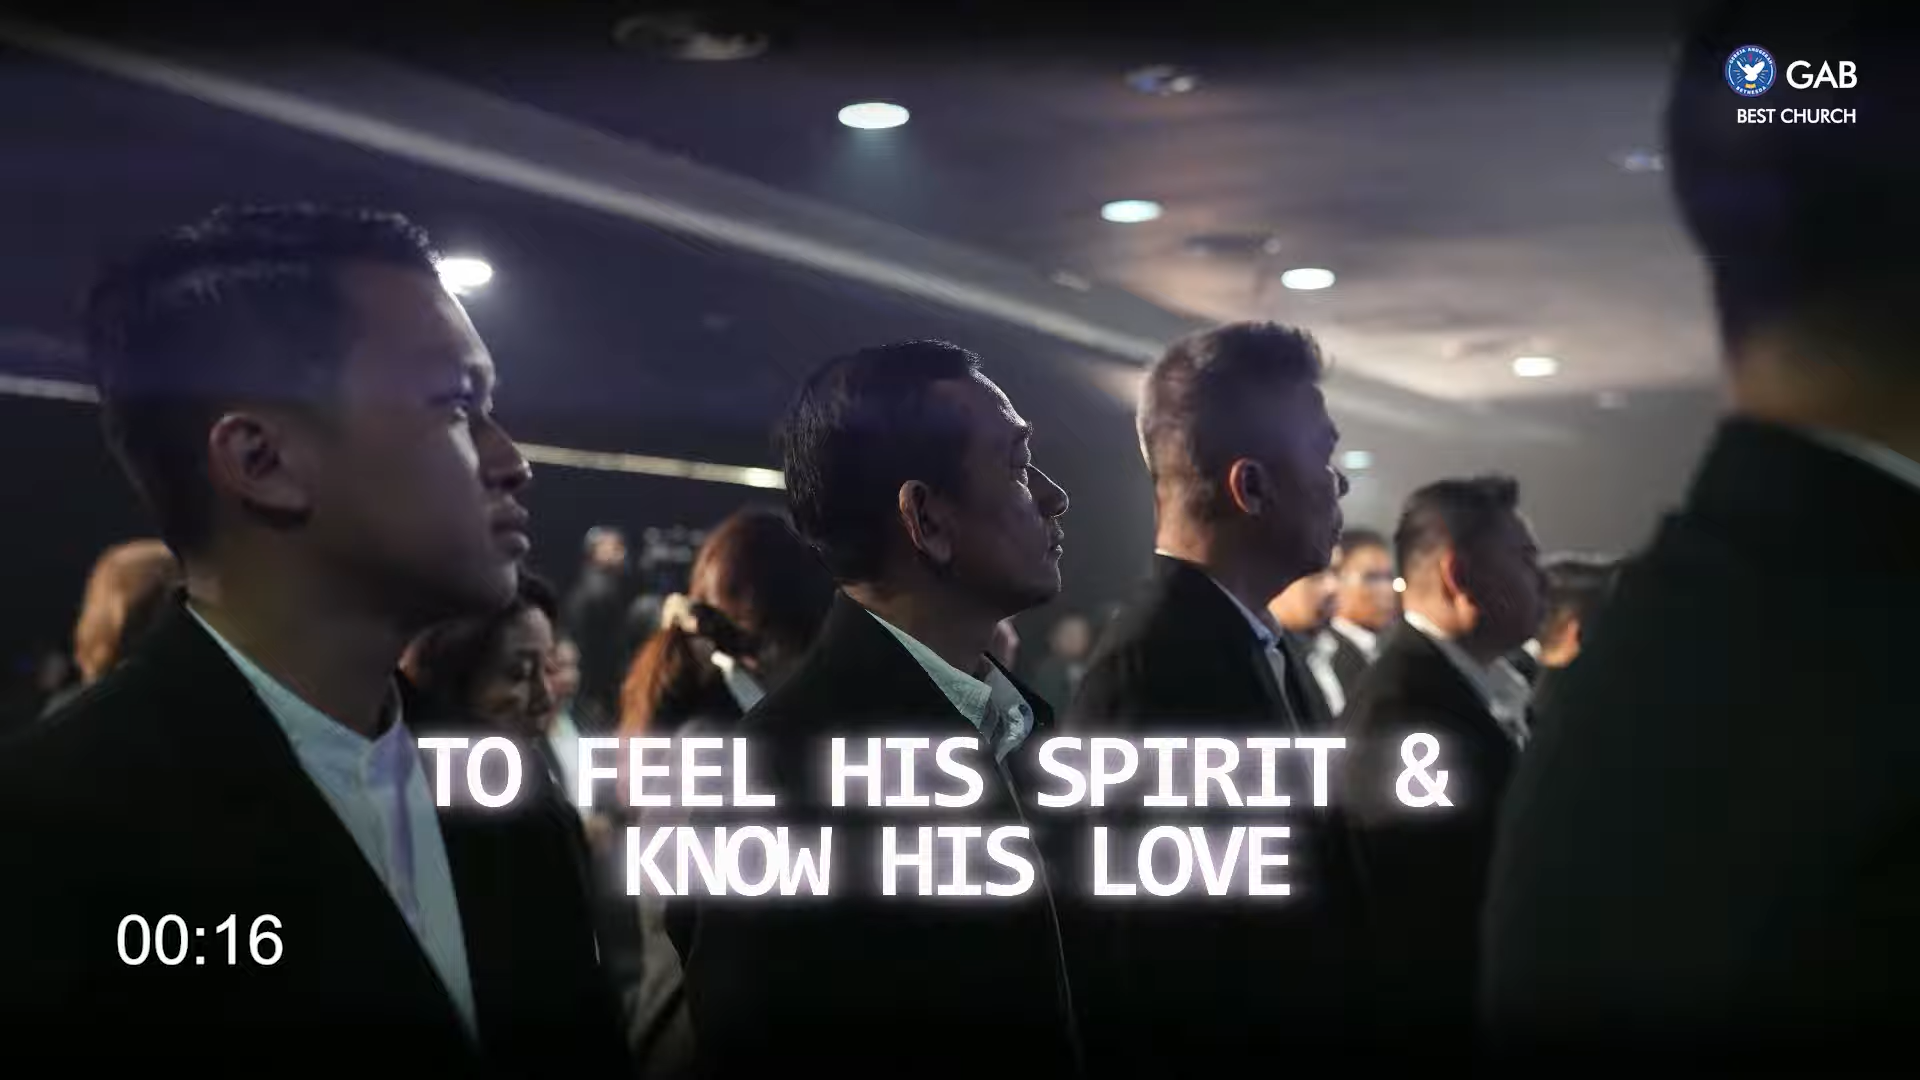 GAB
BEST CHURCH
TO FEEL HIS SPIRIT &
KNOW HIS LOVE
00:16